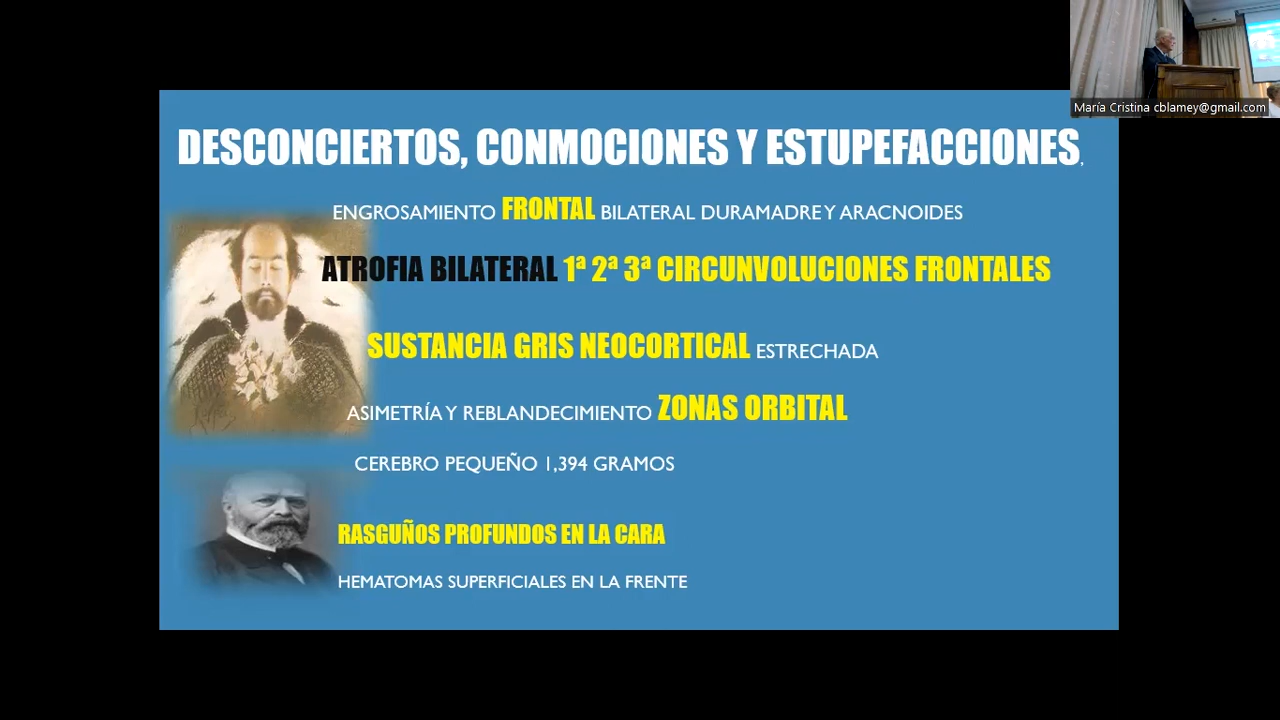 María Cristina cblamey@gmail.com
DESCONCIERTOS, CONMOCIONES Y ESTUPEFACCIONES,
ENGROSAMIENTO FRONTAL BILATERAL DURAMADRE Y ARACNOIDES
ATROFIA BILATERAL 1ª 2ª 3ª CIRCUNVOLUCIONES FRONTALES
SUSTANCIA GRIS NEOCORTICAL ESTRECHADA
ASIMETRÍA Y REBLANDECIMIENTO ZONAS ORBITAL
CEREBRO PEQUEÑO 1,394 GRAMOS
RASGUÑOS PROFUNDOS EN LA CARA
HEMATOMAS SUPERFICIALES EN LA FRENTE